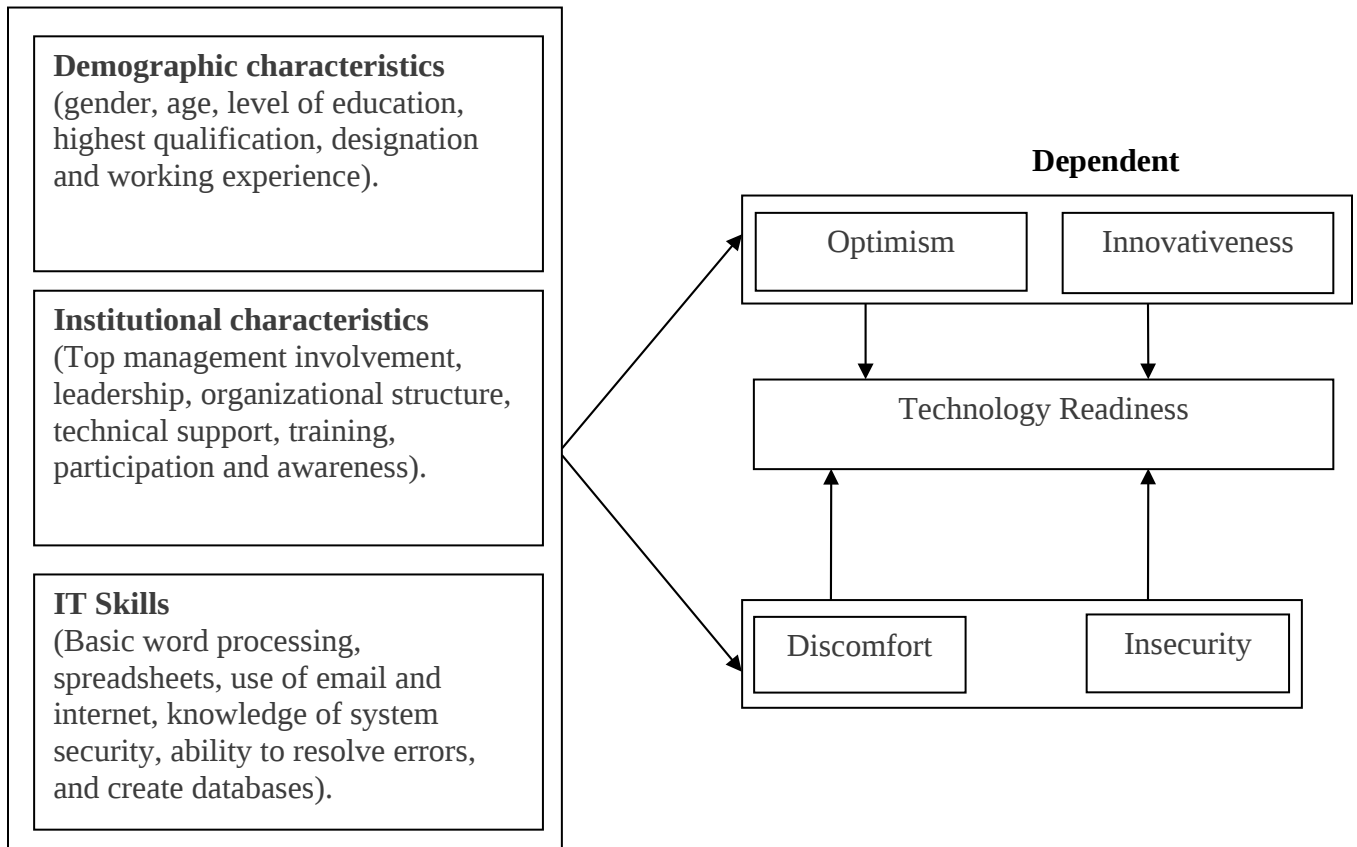 Demographic characteristics
(gender, age, level of education,
highest qualification, designation
and working experience).
Institutional characteristics
(Top management involvement,
leadership, organizational structure,
technical support, training,
participation and awareness).
IT Skills
(Basic word processing,
spreadsheets, use of email and
internet, knowledge of system
security, ability to resolve errors,
and create databases).
Dependent
Optimism
Innovativeness
Technology Readiness
Discomfort
Insecurity